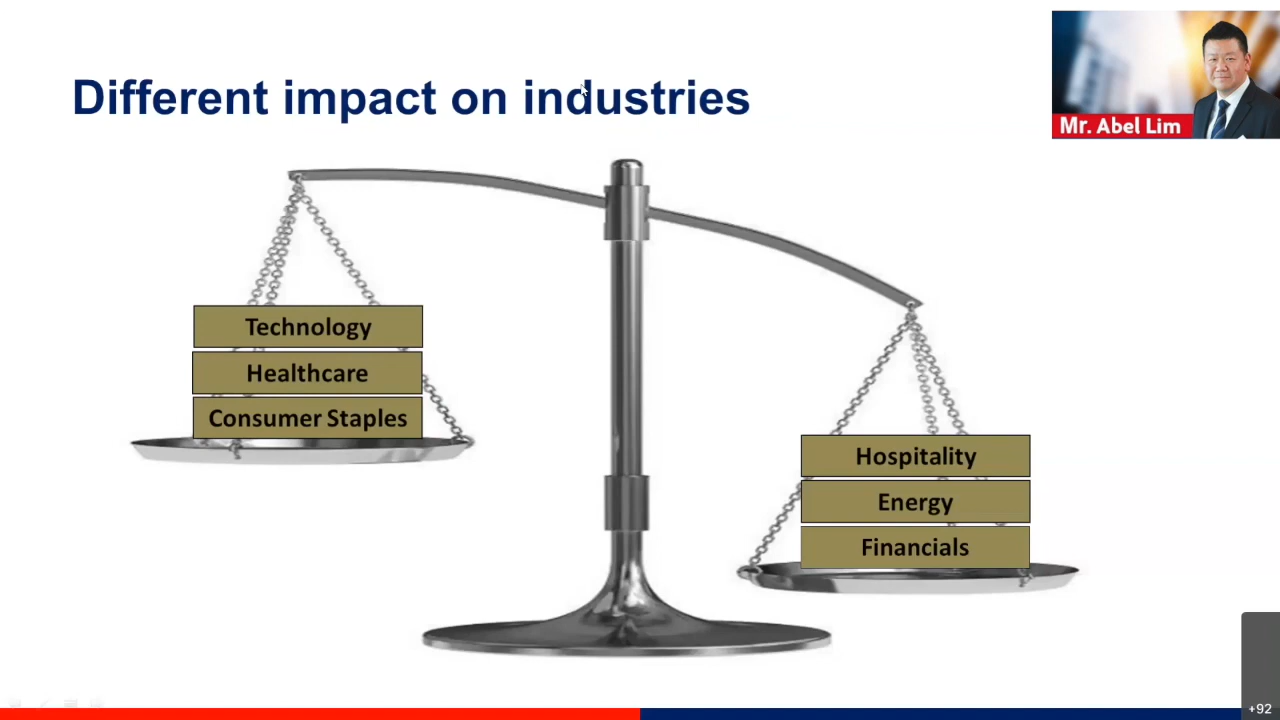 Different impact on industries
Mr. Abel Lim
Technology
Healthcare
Consumer Staples
Hospitality
Energy
Financials
+92